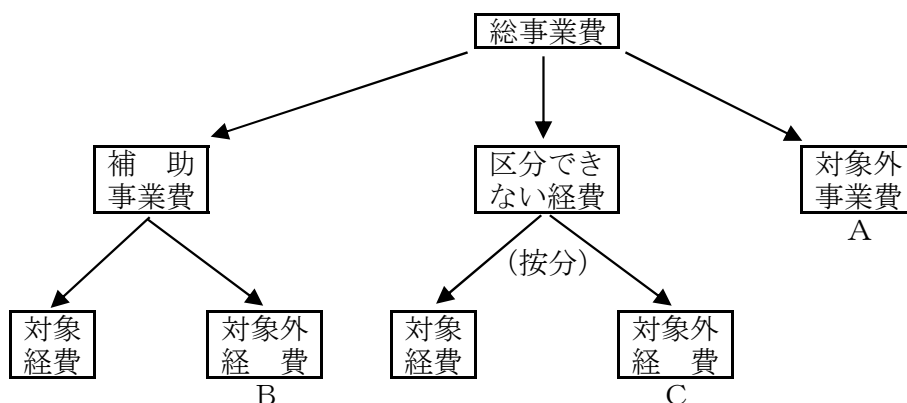 総事業費
補　助
事業費
区分でき
ない経費
対象外
事業費
A
（按分）
対象
経費
対象外
経　費
B
対象
経費
対象外
経　費
C